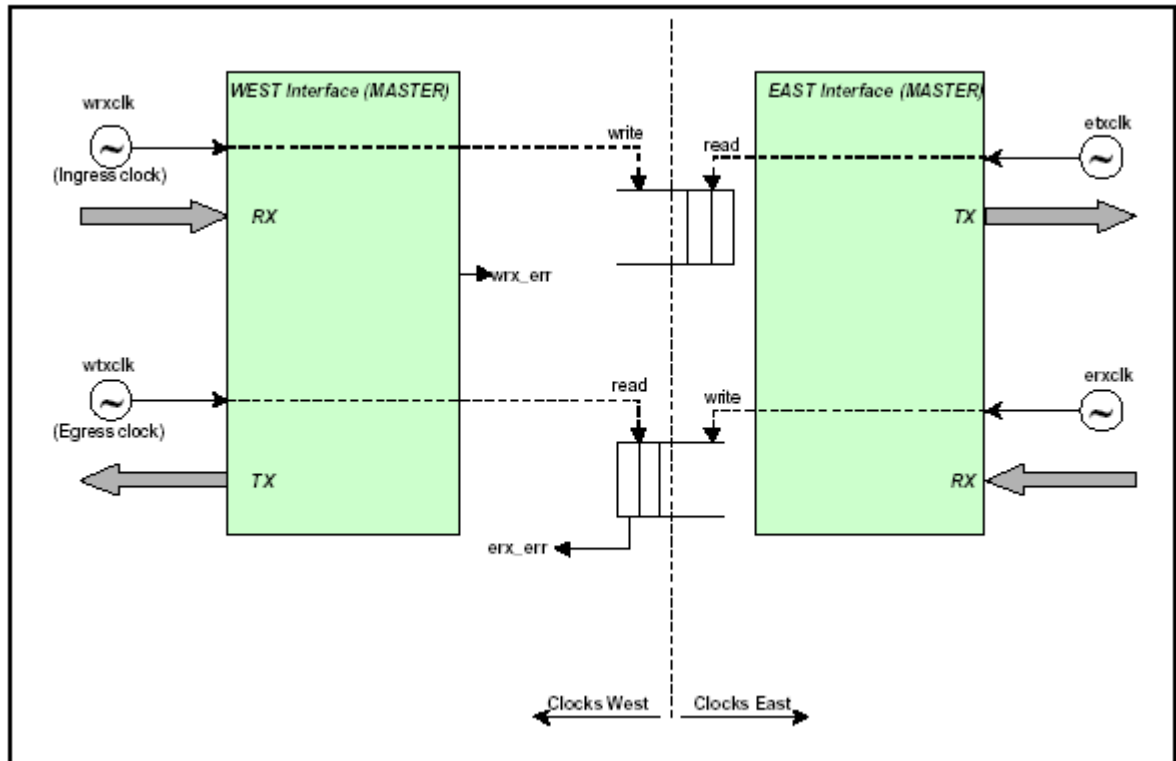 WEST Interface (MASTER)
EAST Interface (MASTER)
wrxclk
etxclk
write
read
~
~
(Ingress clock)
RX
TX
wrx_err
wtxclk
erxclk
read
write
~
~
(Egress clock)
TX
RX
erx_err
Clocks West
Clocks East